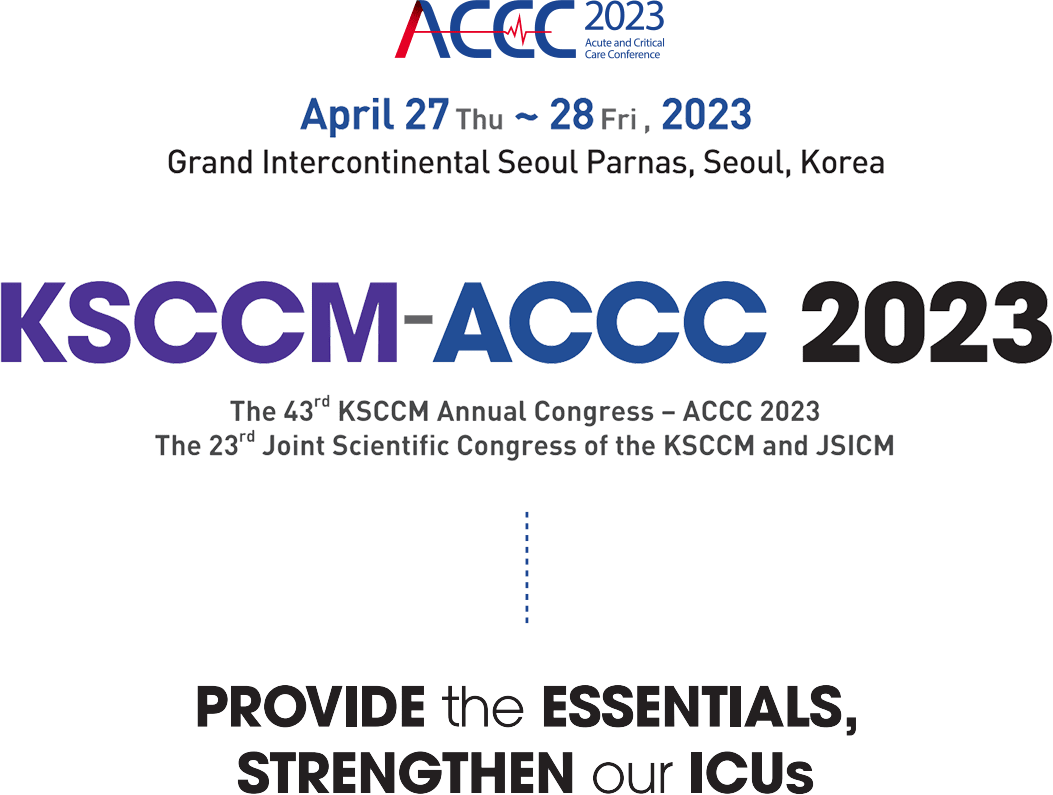 ACCC 2023
Acute and Critical
Care Conference
April 27 Thu ~ 28 Fri , 2023
Grand Intercontinental Seoul Parnas, Seoul, Korea
KSCCM-ACCC 2023
The 43rd KSCCM Annual Congress – ACCC 2023
The 23rd Joint Scientific Congress of the KSCCM and JSICM
PROVIDE the ESSENTIALS,
STRENGTHEN our ICUs